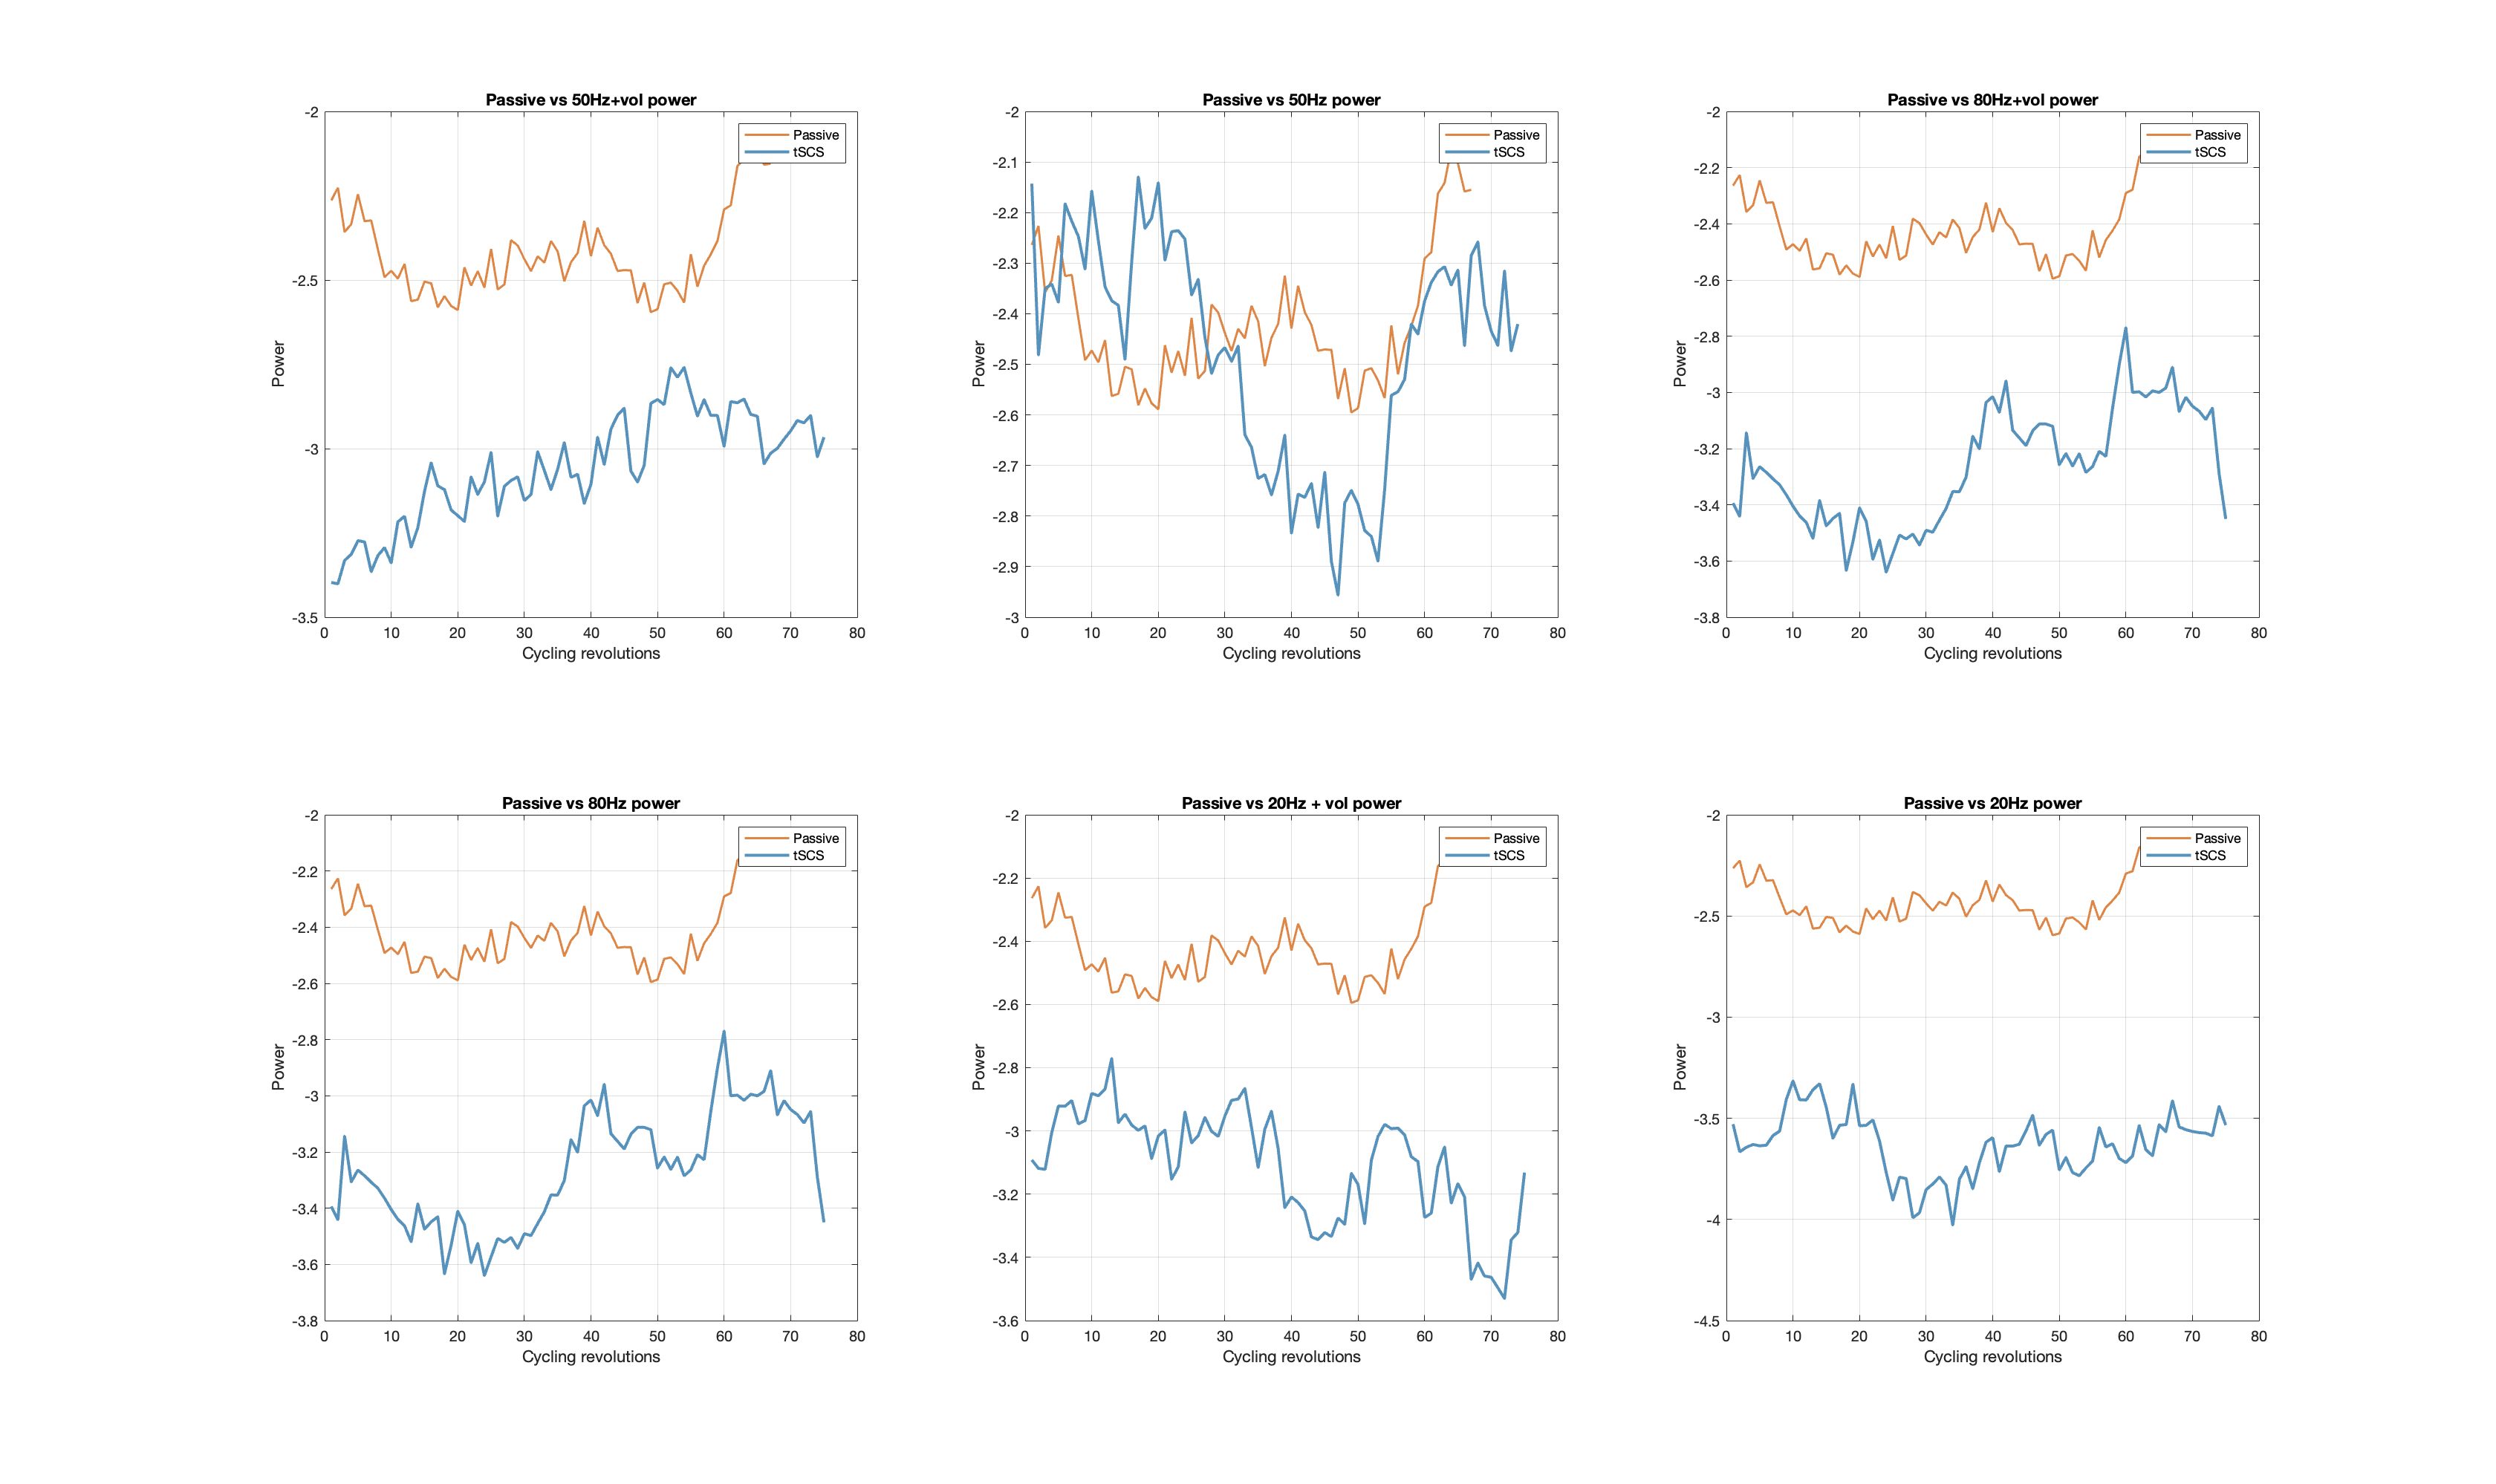 Passive vs 50Hz+vol power
Passive
tSCS
-2
-2.5
-3
-3.5
Power
0 10 20 30 40 50 60 70 80
Cycling revolutions
Passive vs 50Hz power
Passive
tSCS
-2
-2.1
-2.2
-2.3
-2.4
-2.5
-2.6
-2.7
-2.8
-2.9
-3
Power
0 10 20 30 40 50 60 70 80
Cycling revolutions
Passive vs 80Hz+vol power
Passive
tSCS
-2
-2.2
-2.4
-2.6
-2.8
-3
-3.2
-3.4
-3.6
-3.8
Power
0 10 20 30 40 50 60 70 80
Cycling revolutions
Passive vs 80Hz power
Passive
tSCS
-2
-2.2
-2.4
-2.6
-2.8
-3
-3.2
-3.4
-3.6
-3.8
Power
0 10 20 30 40 50 60 70 80
Cycling revolutions
Passive vs 20Hz + vol power
Passive
tSCS
-2
-2.2
-2.4
-2.6
-2.8
-3
-3.2
-3.4
-3.6
Power
0 10 20 30 40 50 60 70 80
Cycling revolutions
Passive vs 20Hz power
Passive
tSCS
-2
-2.5
-3
-3.5
-4
-4.5
Power
0 10 20 30 40 50 60 70 80
Cycling revolutions